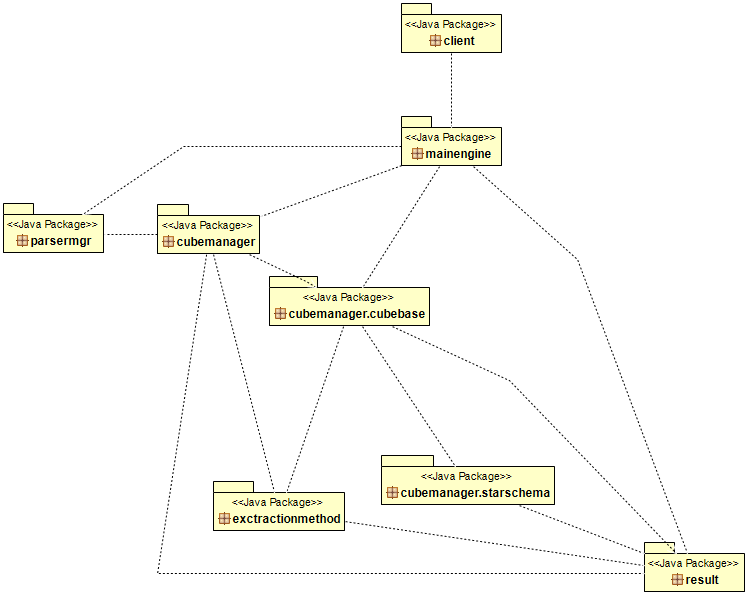 <<Java Package>>
client
<<Java Package>>
mainengine
<<Java Package>>
parsermgr
<<Java Package>>
cubemanager
<<Java Package>>
cubemanager.cubebase
<<Java Package>>
cubemanager.starschema
<<Java Package>>
exctractionmethod
<<Java Package>>
result